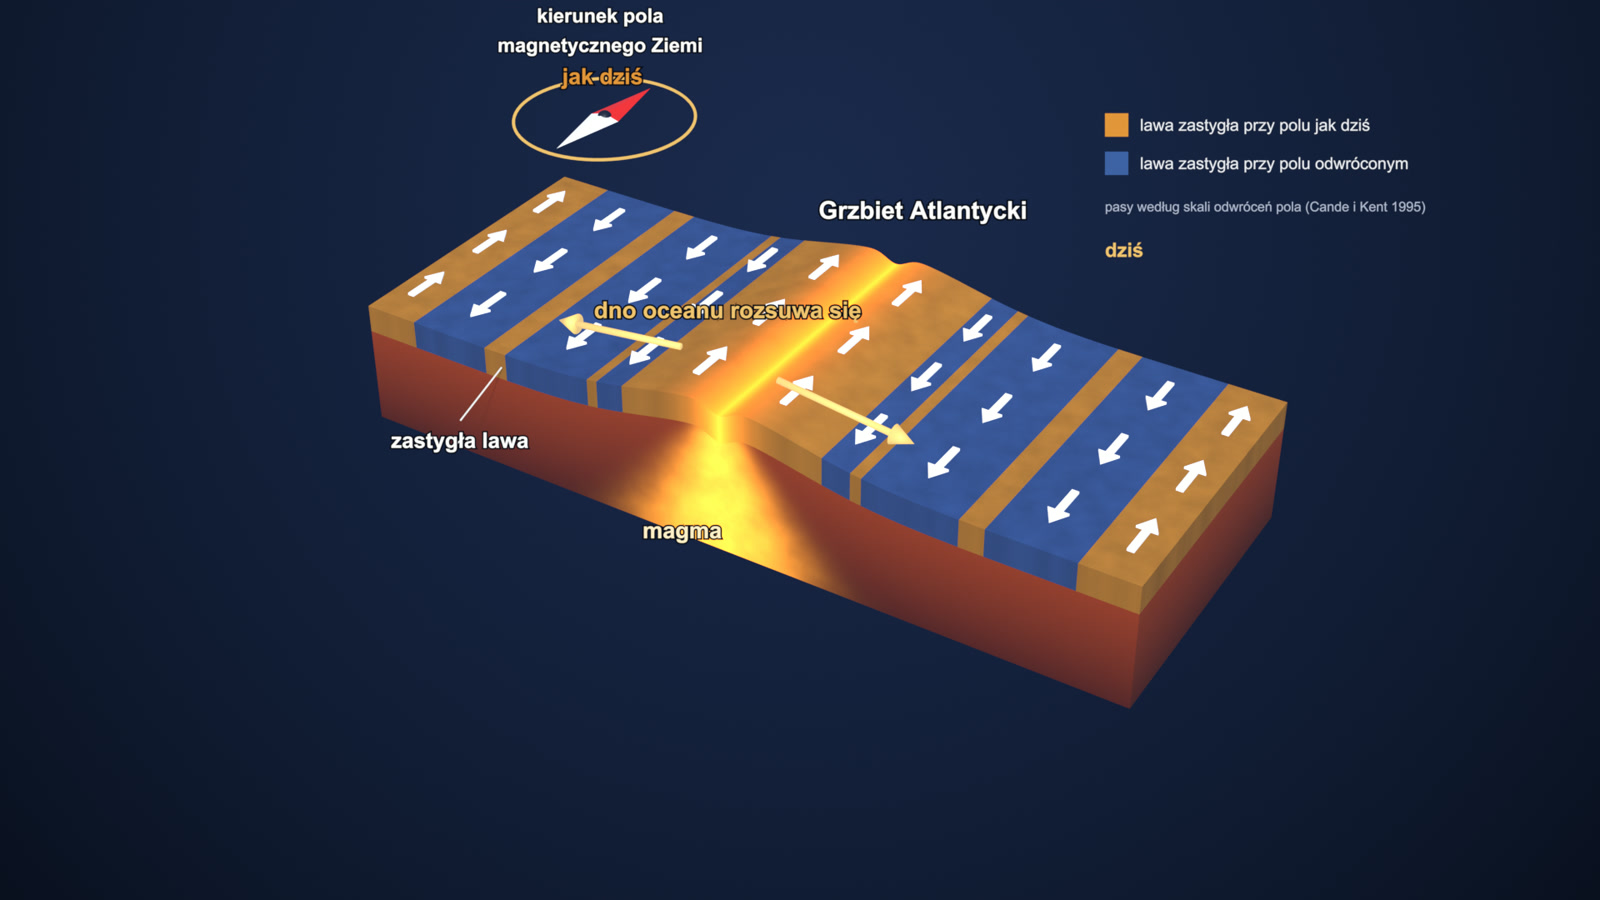 kierunek pola
magnetycznego Ziemi
jak dziś
lawa zastygła przy polu jak dziś
lawa zastygła przy polu odwróconym
pasy według skali odwróceń pola (Cande i Kent 1995)
dziś
Grzbiet Atlantycki
dno oceanu rozsuwa się
zastygła lawa
magma